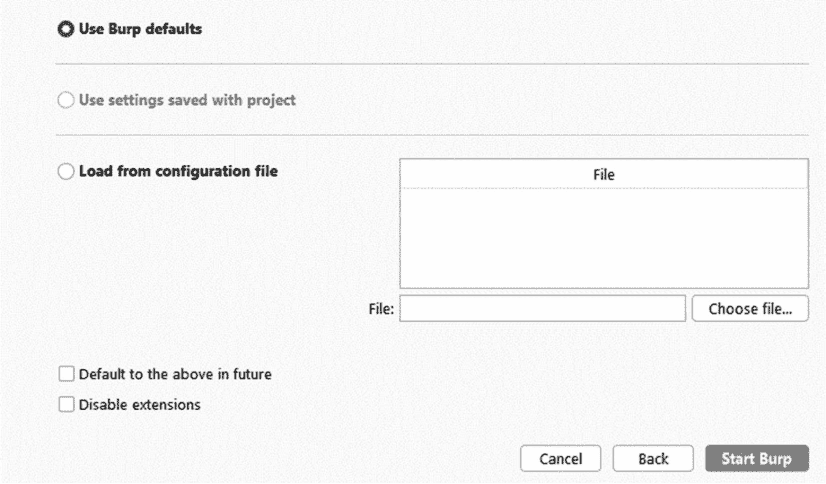 Use Burp defaults
Use settings saved with project
Load from configuration file
File
File:
Choose file...
Default to the above in future
Disable extensions
Cancel
Back
Start Burp